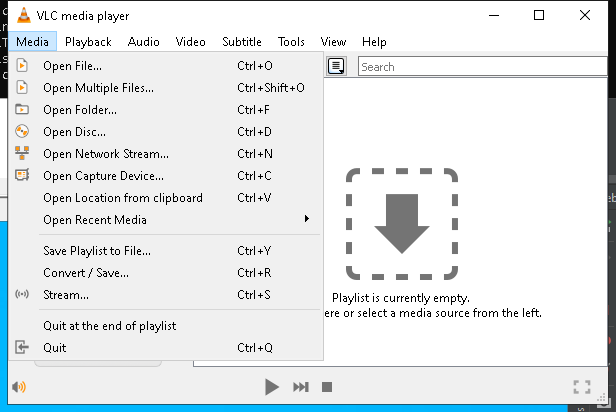 VLC media player
Media Playback Audio Video Subtitle Tools View Help
Open File... Ctrl+O
Search
Open Multiple Files... Ctrl+Shift+O
Open Folder... Ctrl+F
Open Disc... Ctrl+D
Open Network Stream... Ctrl+N
Open Capture Device... Ctrl+C
Open Location from clipboard Ctrl+V
Open Recent Media
Save Playlist to File... Ctrl+Y
Convert / Save... Ctrl+R
Stream... Ctrl+S
Playlist is currently empty.
ere or select a media source from the left.
Quit at the end of playlist
Quit Ctrl+Q